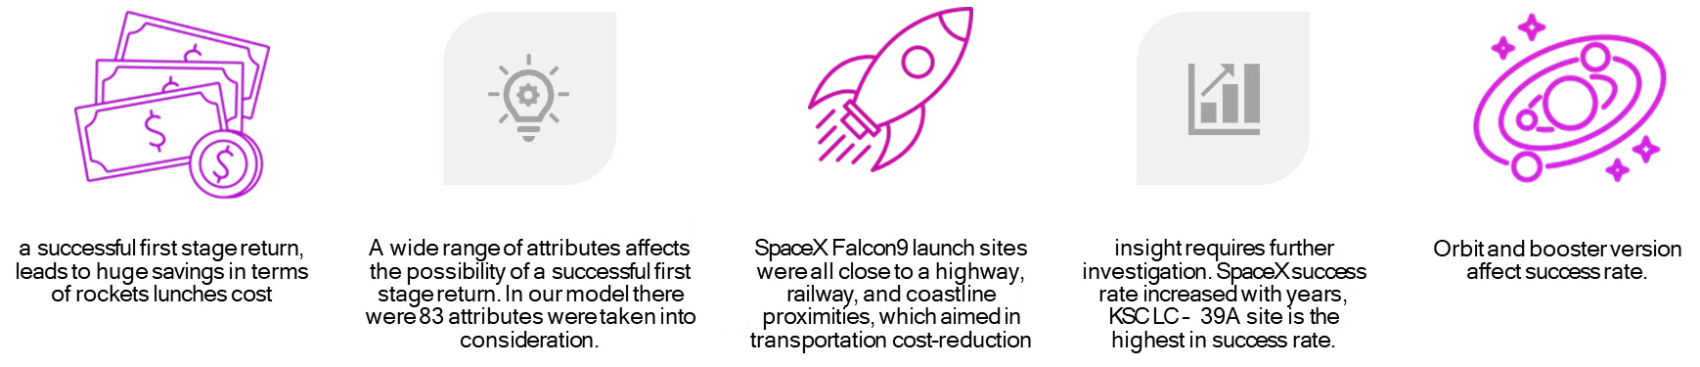 a successful first stage return,
leads to huge savings in terms
of rockets lunches cost
A wide range of attributes affects
the possibility of a successful first
stage return. In our model there
were 83 attributes were taken into
consideration.
SpaceX Falcon9 launch sites
were all close to a highway,
railway, and coastline
proximities, which aimed in
transportation cost-reduction
insight requires further
investigation. SpaceX success
rate increased with years,
KSC LC - 39A site is the
highest in success rate.
Orbit and booster version
affect success rate.